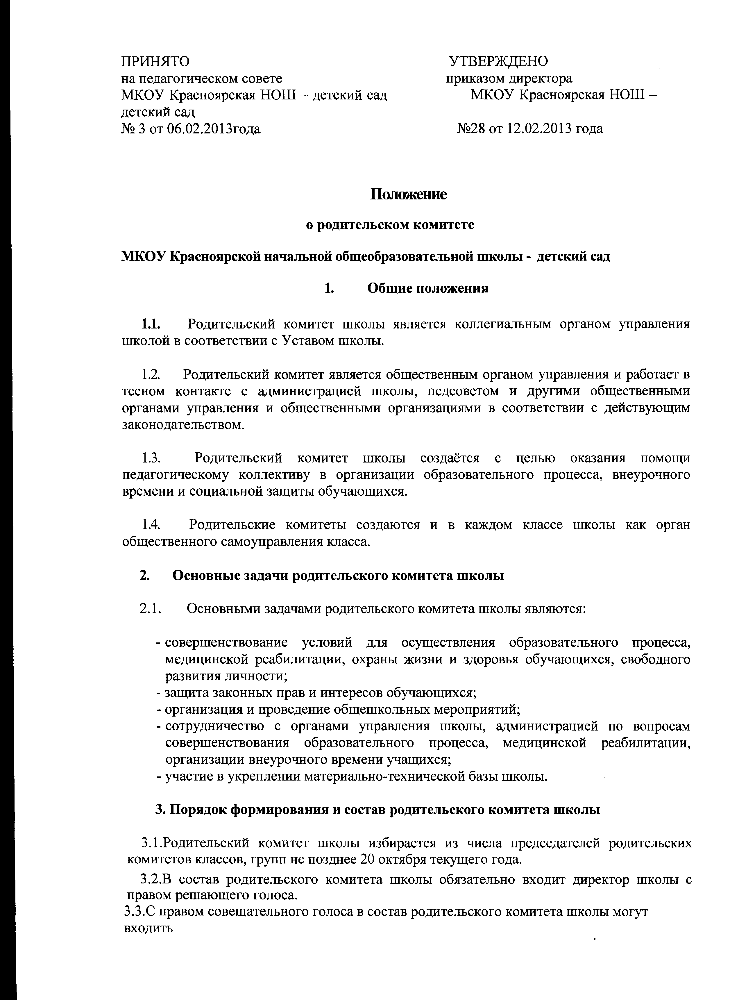 ПРИНЯТО УТВЕРЖДЕНО
на педагогическом совете приказом директора
МКОУ Красноярская НОШ – детский сад МКОУ Красноярская НОШ –
детский сад
№ 3 от 06.02.2013года №28 от 12.02.2013 года
Положение
о родительском комитете
МКОУ Красноярской начальной общеобразовательной школы - детский сад
1. Общие положения
1.1. Родительский комитет школы является коллегиальным органом управления
школой в соответствии с Уставом школы.
1.2. Родительский комитет является общественным органом управления и работает в
тесном контакте с администрацией школы, педсоветом и другими общественными
органами управления и общественными организациями в соответствии с действующим
законодательством.
1.3. Родительский комитет школы создаётся с целью оказания помощи
педагогическому коллективу в организации образовательного процесса, внеурочного
времени и социальной защиты обучающихся.
1.4. Родительские комитеты создаются и в каждом классе школы как орган
общественного самоуправления класса.
2. Основные задачи родительского комитета школы
2.1. Основными задачами родительского комитета школы являются:
- совершенствование условий для осуществления образовательного процесса,
медицинской реабилитации, охраны жизни и здоровья обучающихся, свободного
развития личности;
- защита законных прав и интересов обучающихся;
- организация и проведение общешкольных мероприятий;
- сотрудничество с органами управления школы, администрацией по вопросам
совершенствования образовательного процесса, медицинской реабилитации,
организации внеурочного времени учащихся;
- участие в укреплении материально-технической базы школы.
3. Порядок формирования и состав родительского комитета школы
3.1.Родительский комитет школы избирается из числа председателей родительских
комитетов классов, групп не позднее 20 октября текущего года.
3.2.В состав родительского комитета школы обязательно входит директор школы с
правом решающего голоса.
3.3.С правом совещательного голоса в состав родительского комитета школы могут
входить